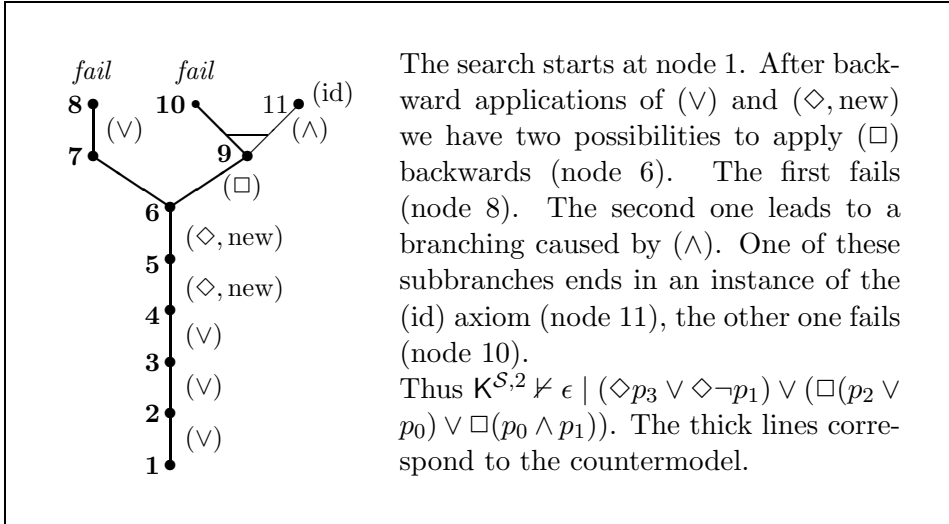 fail fail
8 10 11 (id)
(∨) (∧)
7 9
(□)
6
(◇, new)
5
(◇, new)
4
(∨)
3
(∨)
2
(∨)
1
The search starts at node 1. After back-
ward applications of (∨) and (◇, new)
we have two possibilities to apply (□)
backwards (node 6). The first fails
(node 8). The second one leads to a
branching caused by (∧). One of these
subbranches ends in an instance of the
(id) axiom (node 11), the other one fails
(node 10).
Thus K^{𝒮,2} ⊬ ϵ | (◇p₃ ∨ ◇¬p₁) ∨ (□(p₂ ∨
p₀) ∨ □(p₀ ∧ p₁)). The thick lines corre-
spond to the countermodel.